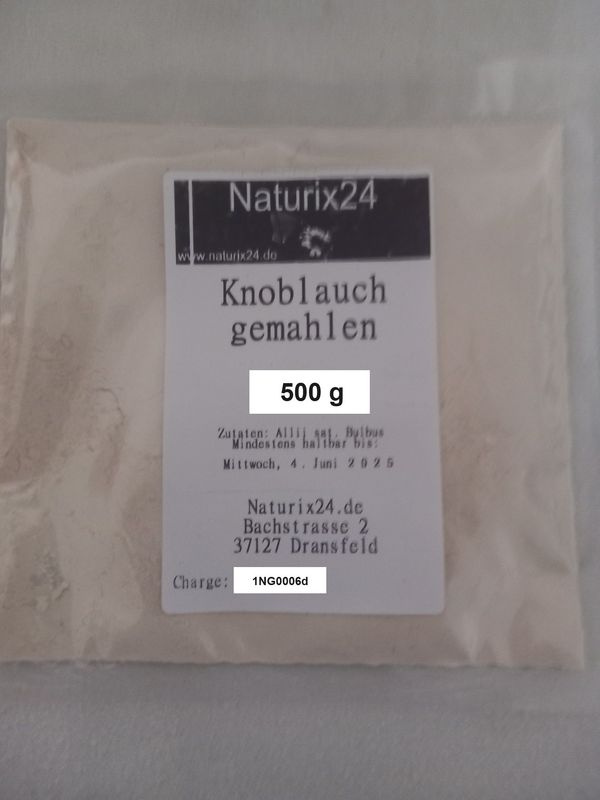 Naturix24
www.naturix24.de
Knoblauch
gemahlen
500 g
Zutaten: Allii sat. Bulbus
Mindestens haltbar bis:
Mittwoch, 4. Juni 2025
Naturix24.de
Bachstrasse 2
37127 Dransfeld
Charge: 1NG0006d